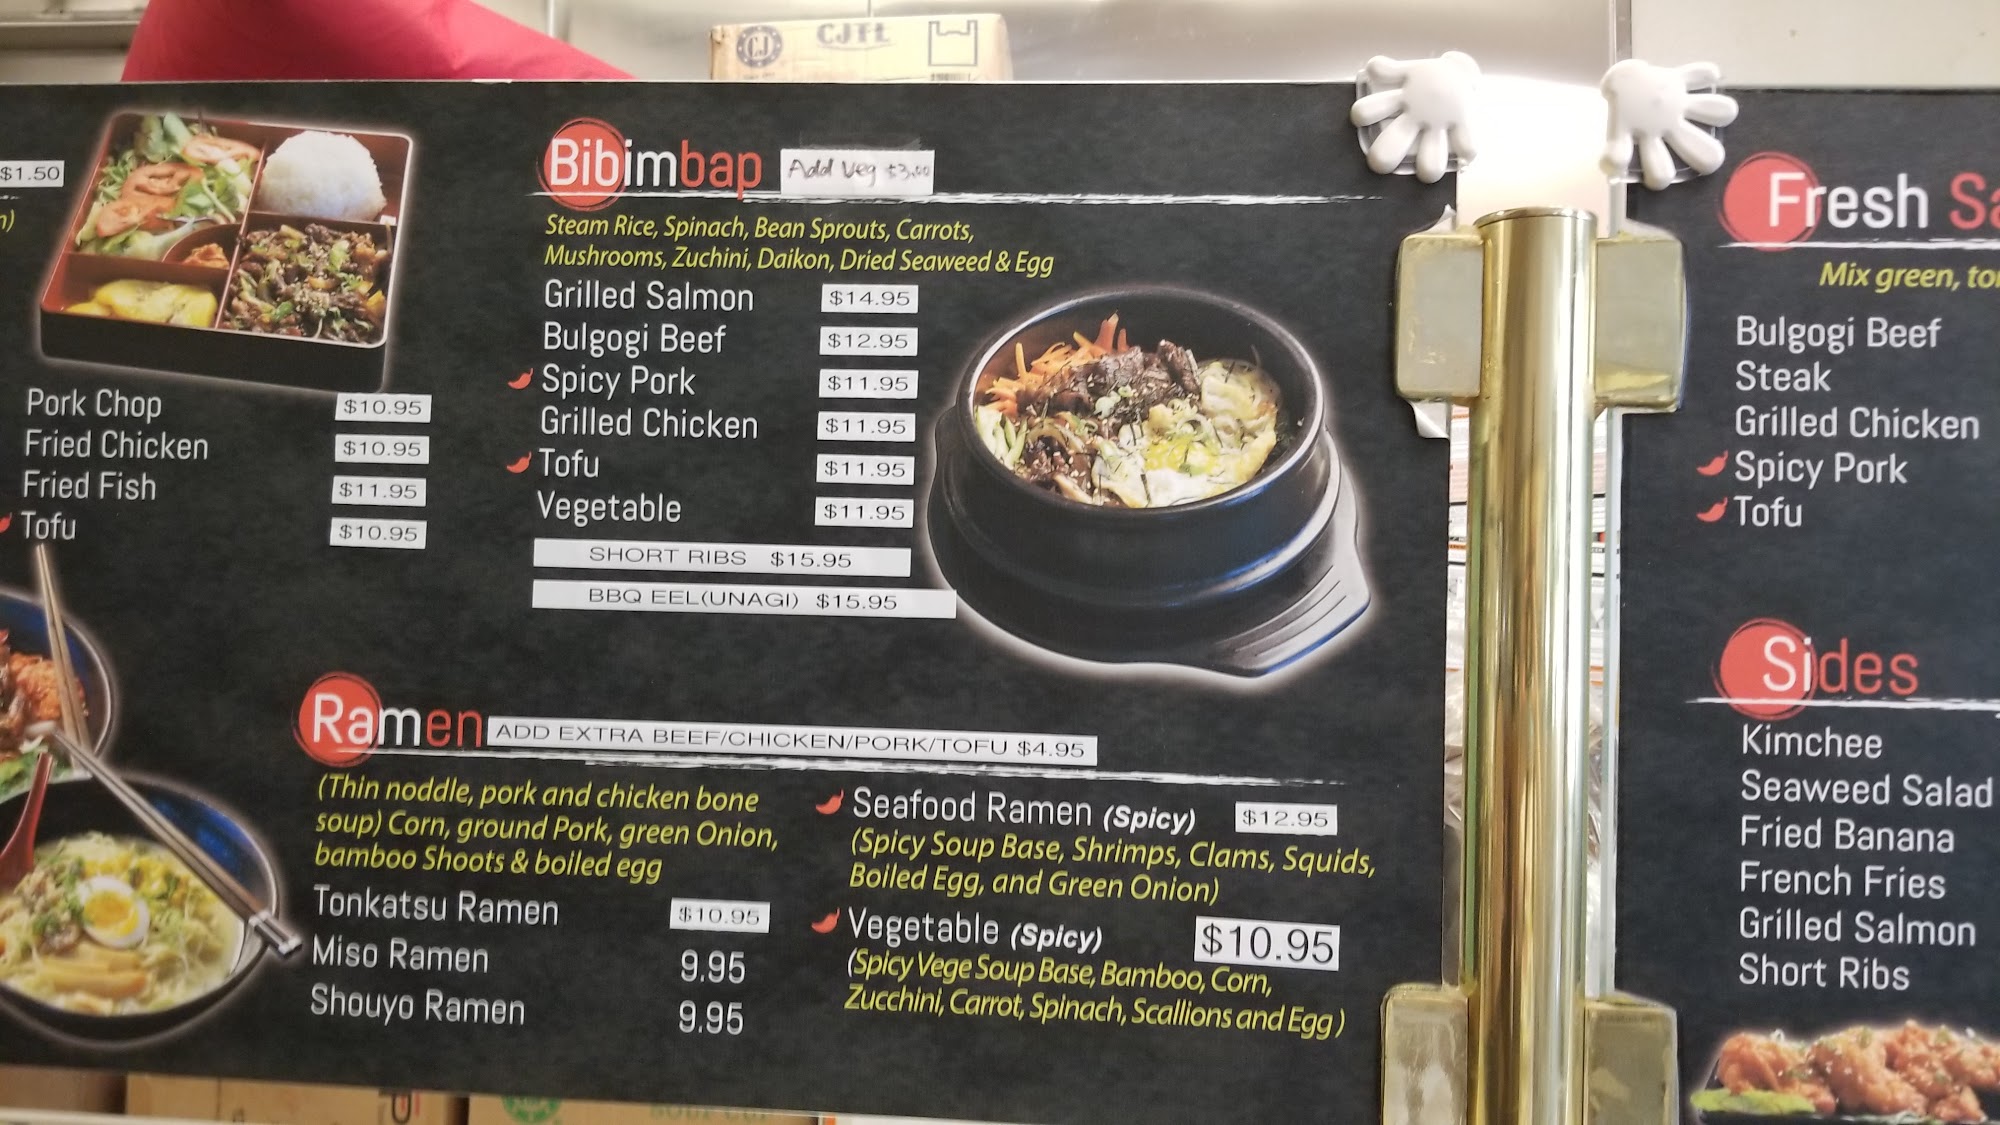 CJ CJFL
$1.50
Pork Chop $10.95
Fried Chicken $10.95
Fried Fish $11.95
Tofu $10.95
Bibimbap Add Veg $3.00
Steam Rice, Spinach, Bean Sprouts, Carrots,
Mushrooms, Zuchini, Daikon, Dried Seaweed & Egg
Grilled Salmon $14.95
Bulgogi Beef $12.95
Spicy Pork $11.95
Grilled Chicken $11.95
Tofu $11.95
Vegetable $11.95
SHORT RIBS $15.95
BBQ EEL(UNAGI) $15.95
Ramen ADD EXTRA BEEF/CHICKEN/PORK/TOFU $4.95
(Thin noddle, pork and chicken bone
soup) Corn, ground Pork, green Onion,
bamboo Shoots & boiled egg
Tonkatsu Ramen $10.95
Miso Ramen 9.95
Shouyo Ramen 9.95
Seafood Ramen (Spicy) $12.95
(Spicy Soup Base, Shrimps, Clams, Squids,
Boiled Egg, and Green Onion)
Vegetable (Spicy) $10.95
(Spicy Vege Soup Base, Bamboo, Corn,
Zucchini, Carrot, Spinach, Scallions and Egg)
Fresh Sa
Mix green, to
Bulgogi Beef
Steak
Grilled Chicken
Spicy Pork
Tofu
Sides
Kimchee
Seaweed Salad
Fried Banana
French Fries
Grilled Salmon
Short Ribs